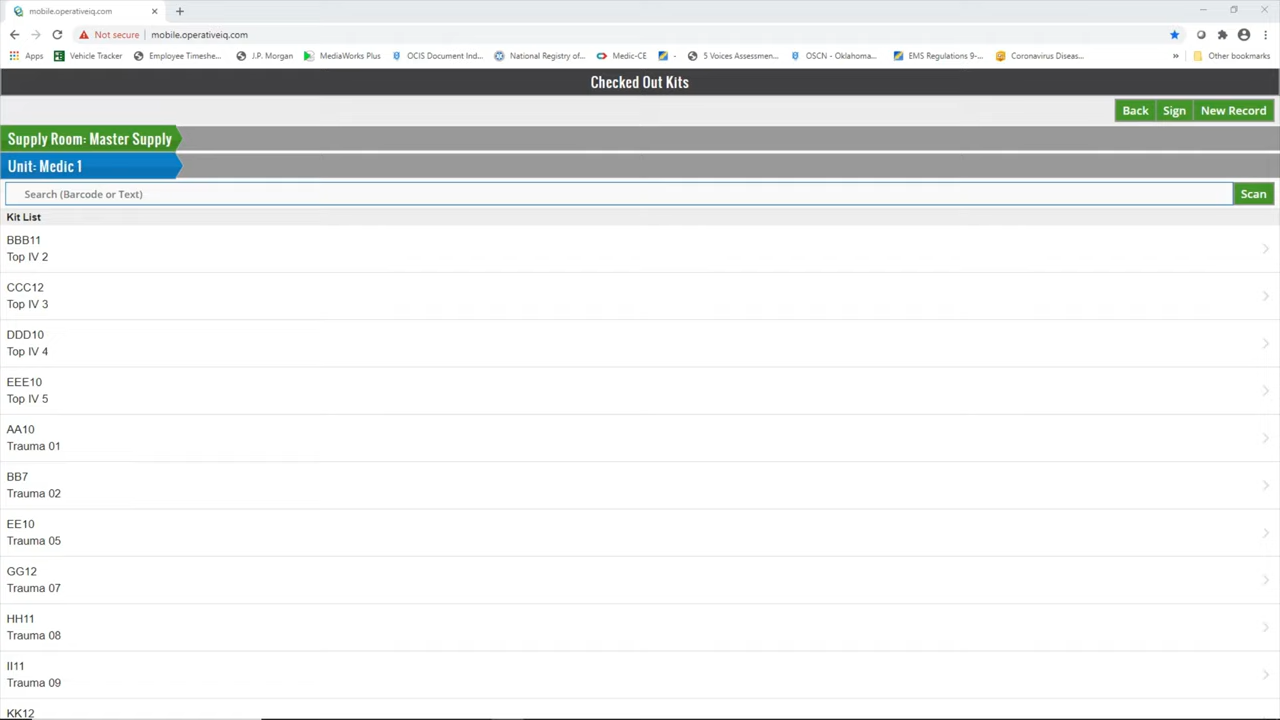 mobile.operativeiq.com
Not secure mobile.operativeiq.com
Apps Vehicle Tracker Employee Timeshe... J.P. Morgan MediaWorks Plus OCIS Document Ind... National Registry of... Medic-CE - 5 Voices Assessmen... OSCN - Oklahoma... EMS Regulations 9-... Coronavirus Diseas... » Other bookmarks
Checked Out Kits
Back Sign New Record
Supply Room: Master Supply
Unit: Medic 1
Search (Barcode or Text) Scan
Kit List
BBB11
Top IV 2
CCC12
Top IV 3
DDD10
Top IV 4
EEE10
Top IV 5
AA10
Trauma 01
BB7
Trauma 02
EE10
Trauma 05
GG12
Trauma 07
HH11
Trauma 08
II11
Trauma 09
KK12